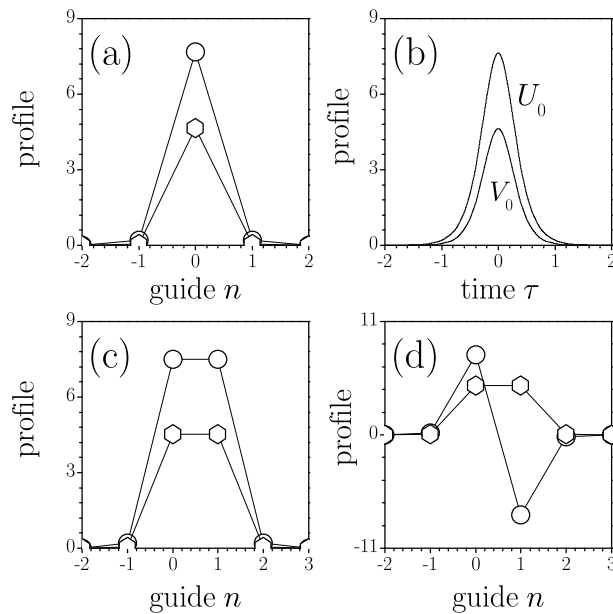 (a)
profile
9
6
3
0
-2 -1 0 1 2
guide n
(b)
profile
9
6
3
0
U₀
V₀
-2 -1 0 1 2
time τ
(c)
profile
9
6
3
0
-2 -1 0 1 2 3
guide n
(d)
profile
11
0
-11
-2 -1 0 1 2 3
guide n